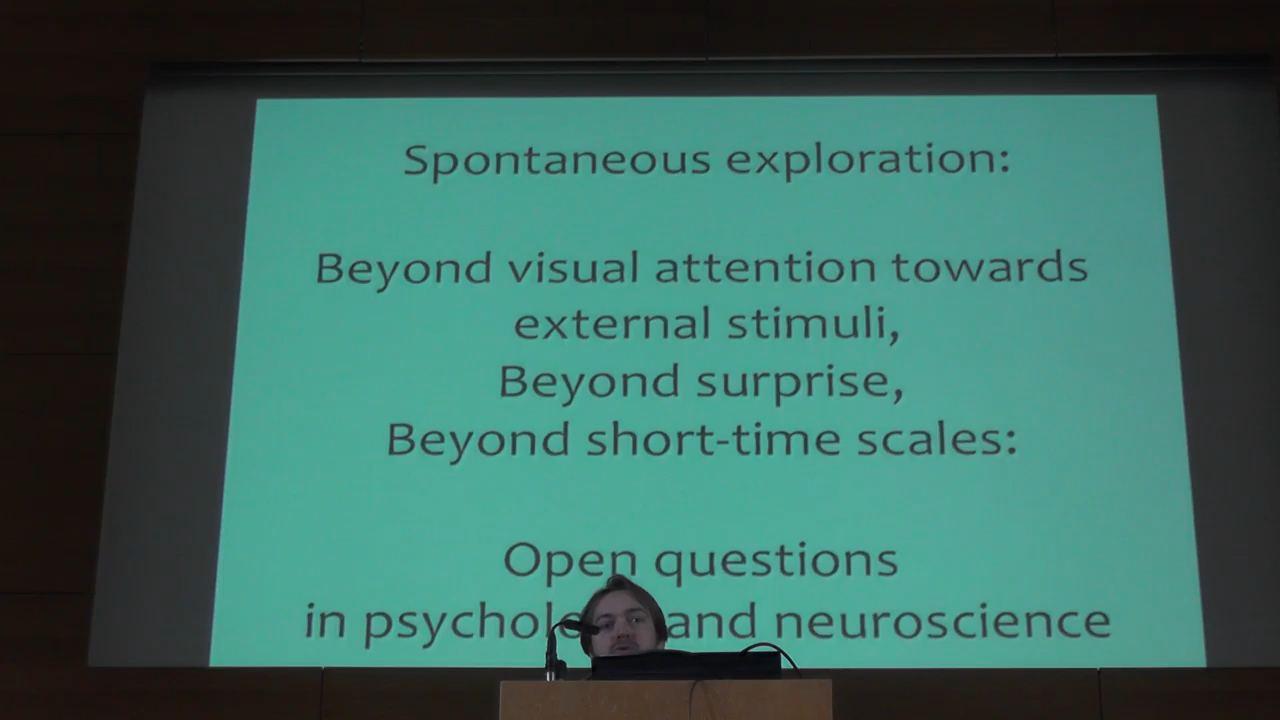 Spontaneous exploration:
Beyond visual attention towards
external stimuli,
Beyond surprise,
Beyond short-time scales:
Open questions
in and neuroscience